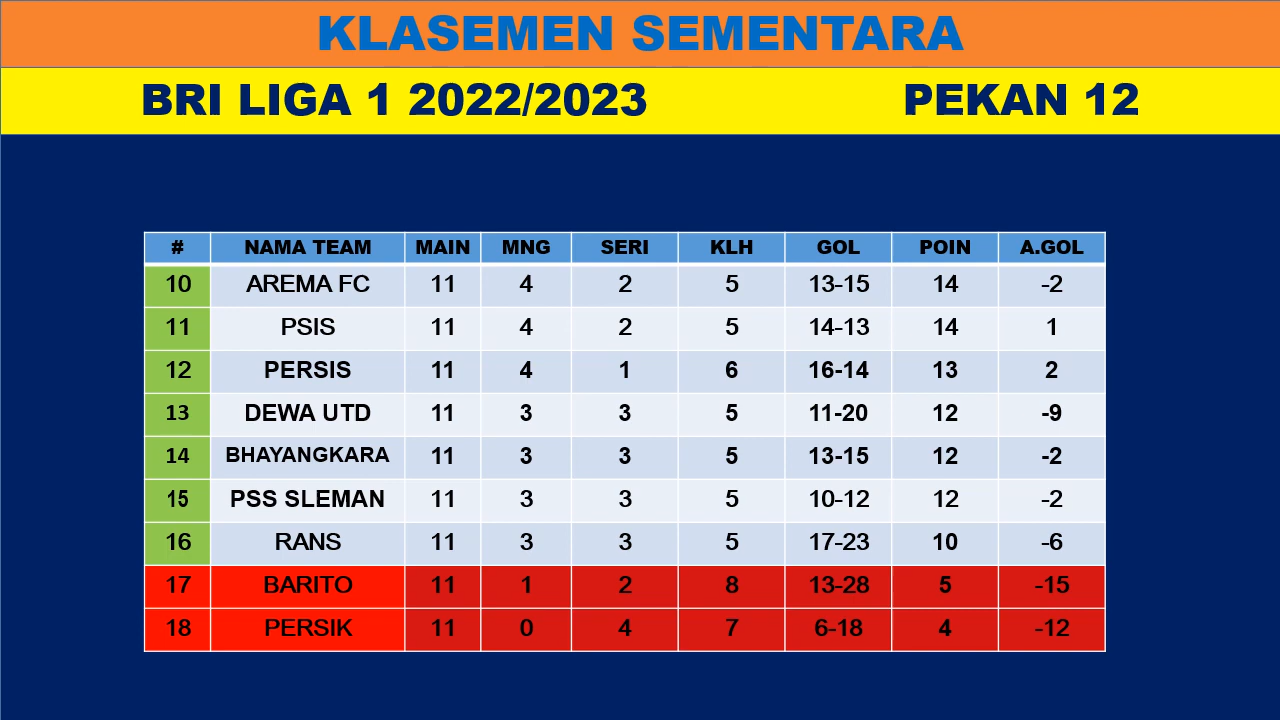 KLASEMEN SEMENTARA
BRI LIGA 1 2022/2023 PEKAN 12
# NAMA TEAM MAIN MNG SERI KLH GOL POIN A.GOL
10 AREMA FC 11 4 2 5 13-15 14 -2
11 PSIS 11 4 2 5 14-13 14 1
12 PERSIS 11 4 1 6 16-14 13 2
13 DEWA UTD 11 3 3 5 11-20 12 -9
14 BHAYANGKARA 11 3 3 5 13-15 12 -2
15 PSS SLEMAN 11 3 3 5 10-12 12 -2
16 RANS 11 3 3 5 17-23 10 -6
17 BARITO 11 1 2 8 13-28 5 -15
18 PERSIK 11 0 4 7 6-18 4 -12